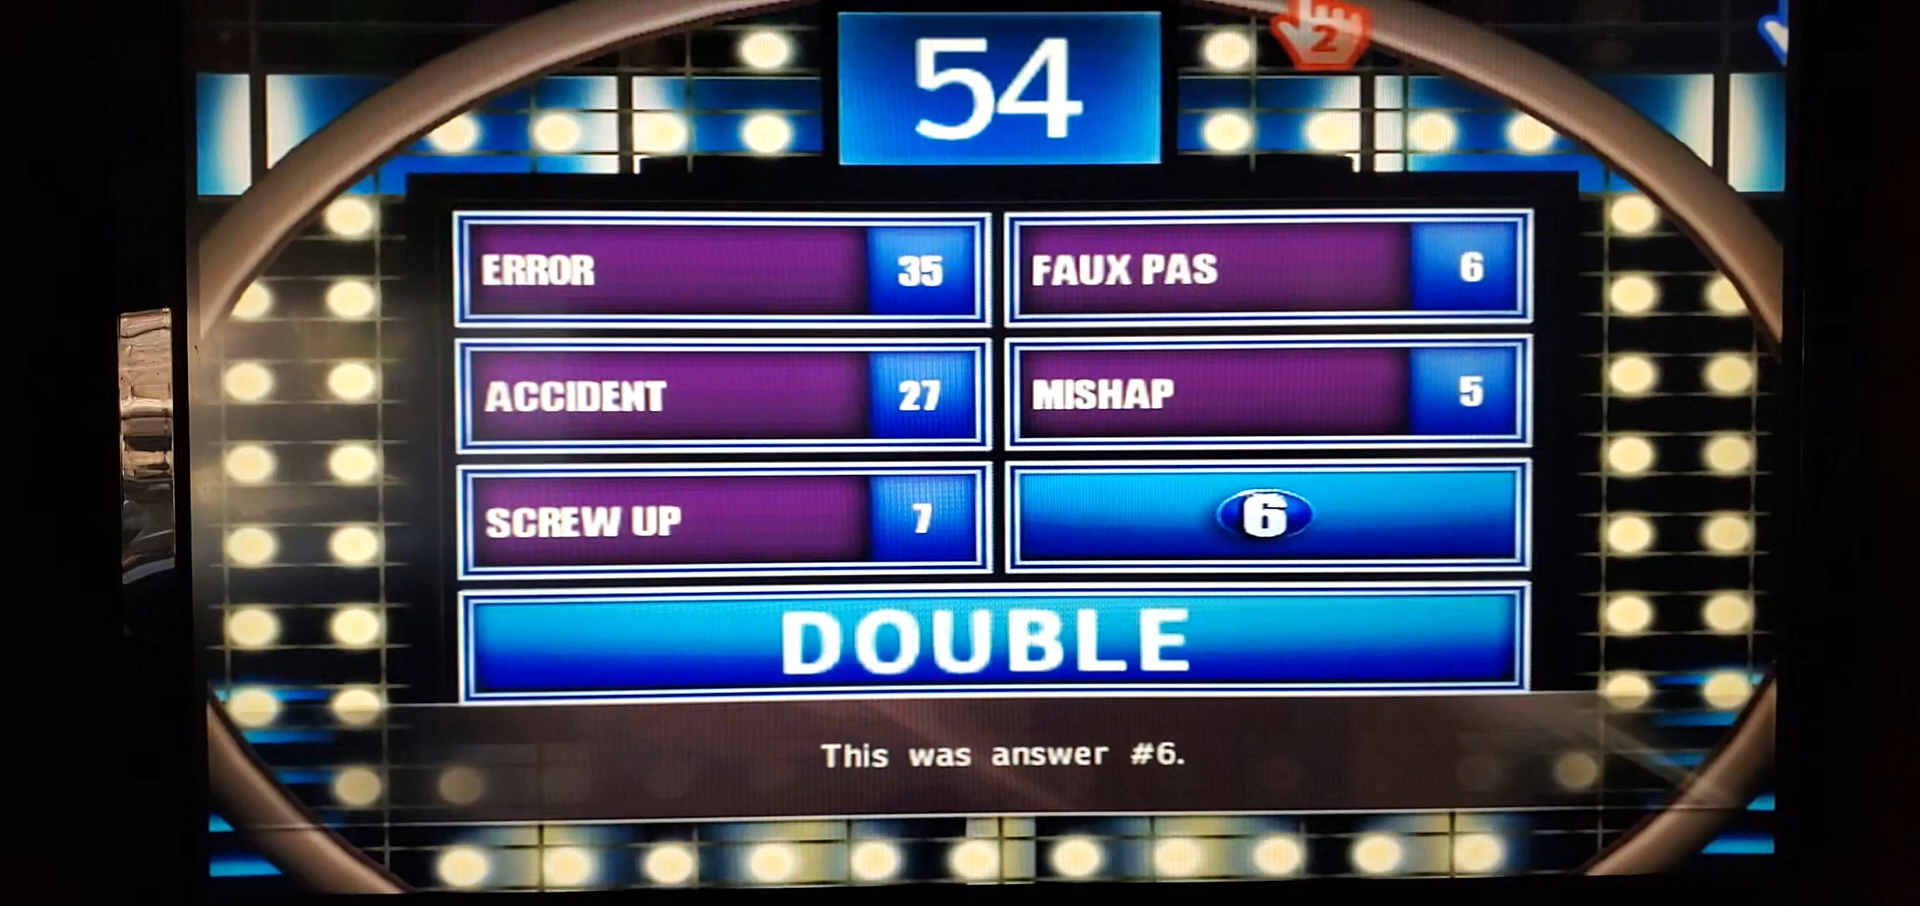 54
2
ERROR 35
FAUX PAS 6
ACCIDENT 27
MISHAP 5
SCREW UP 7
6
DOUBLE
This was answer #6.